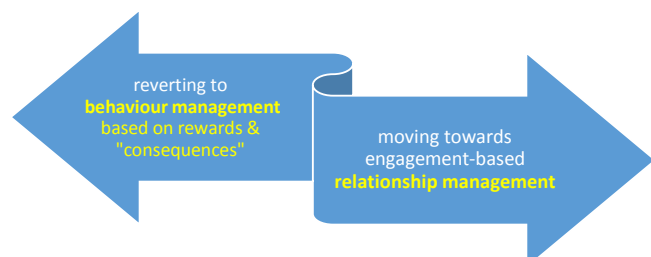 reverting to
behaviour management
based on rewards &
"consequences"
moving towards
engagement-based
relationship management